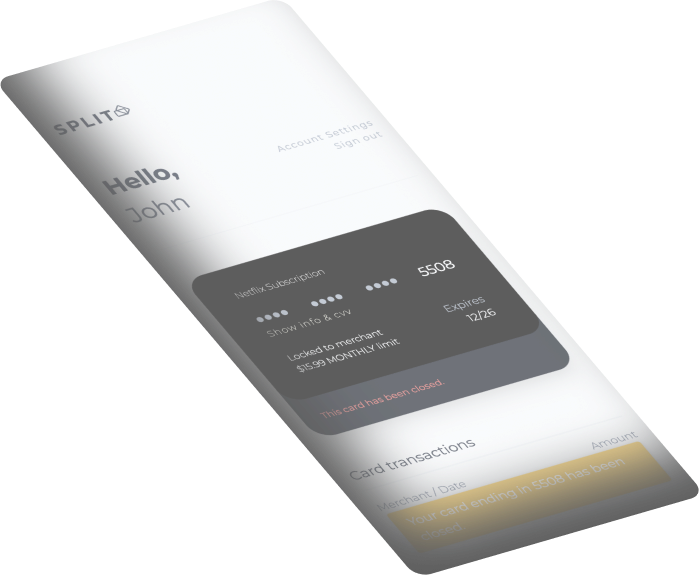 SPLIT
Account Settings
Sign out
Hello,
John
Netflix Subscription
•••• •••• •••• 5508
Show info & cvv
Expires
12/26
Locked to merchant
$15.99 MONTHLY limit
This card has been closed.
Card transactions
Merchant / Date
Amount
Your card ending in 5508 has been
closed.